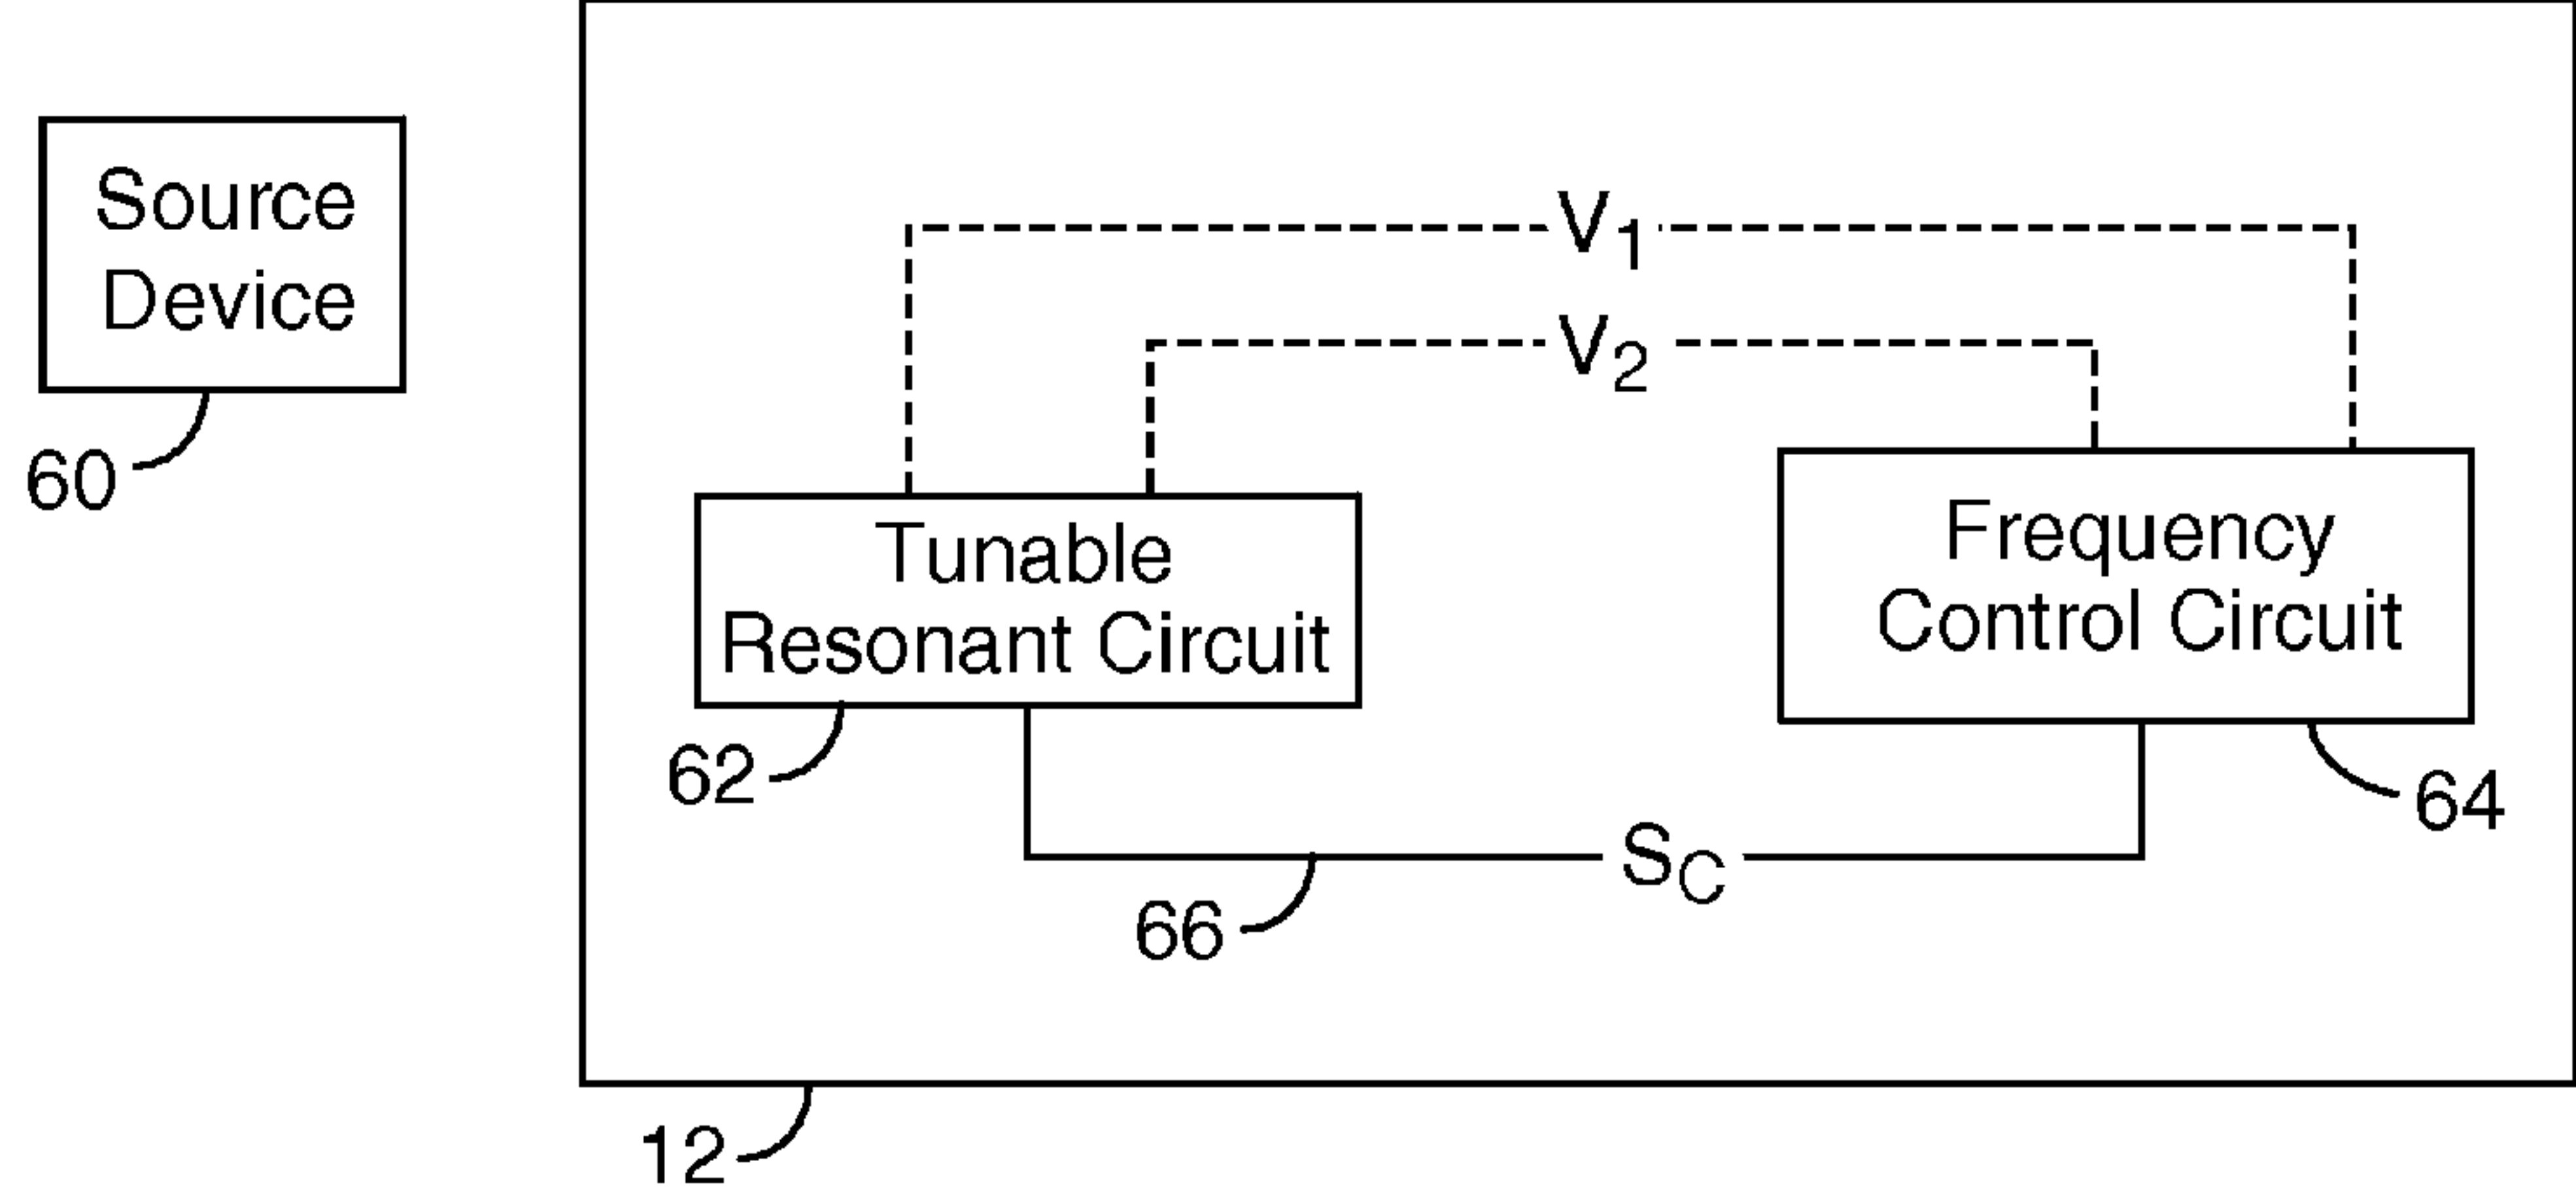 Source
Device
60
V1
V2
Tunable
Resonant Circuit
62
Frequency
Control Circuit
64
SC
66
12